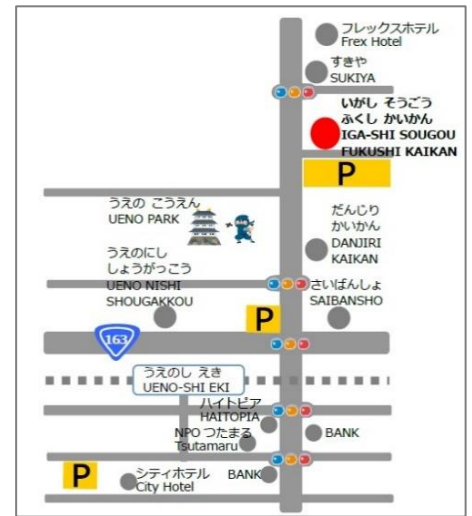 フレックスホテル
Frex Hotel
すきや
SUKIYA
いがし そうごう
ふくし かいかん
IGA-SHI SOUGOU
FUKUSHI KAIKAN
P
うえの こうえん
UENO PARK
だんじり
かいかん
DANJIRI
KAIKAN
うえのにし
しょうがっこう
UENO NISHI
SHOUGAKKOU
さいばんしょ
SAIBANSHO
P
163
うえのし えき
UENO-SHI EKI
ハイトピア
HAITOPIA
NPO つたまる
Tsutamaru
BANK
P
シティホテル
City Hotel
BANK